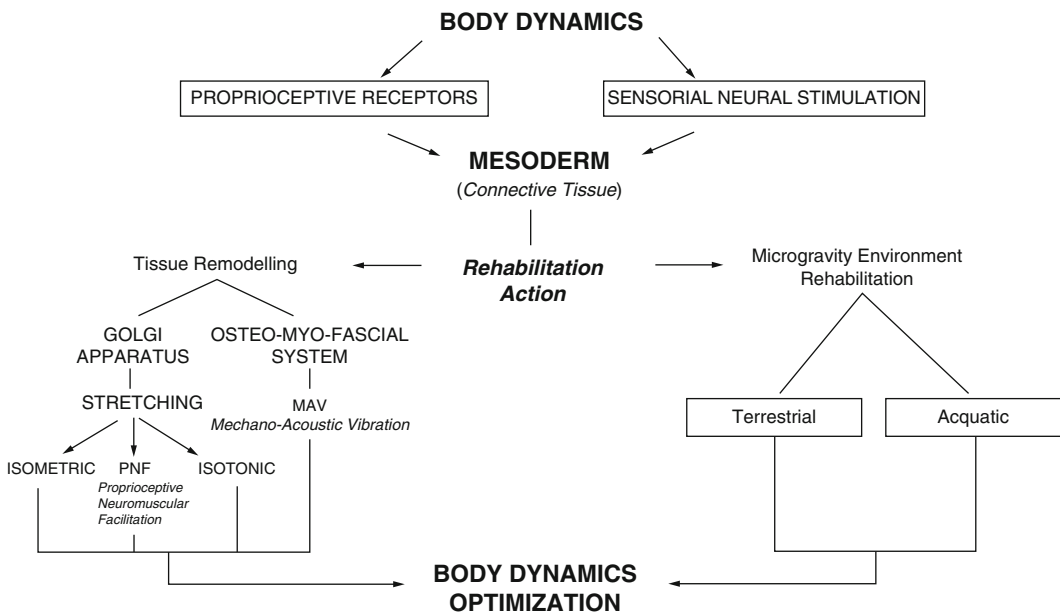 BODY DYNAMICS
PROPRIOCEPTIVE RECEPTORS
SENSORIAL NEURAL STIMULATION
MESODERM
(Connective Tissue)
Tissue Remodelling
Rehabilitation
Action
Microgravity Environment
Rehabilitation
GOLGI
APPARATUS
OSTEO-MYO-FASCIAL
SYSTEM
STRETCHING
MAV
Mechano-Acoustic Vibration
Terrestrial
Acquatic
ISOMETRIC
PNF
Proprioceptive
Neuromuscular
Facilitation
ISOTONIC
BODY DYNAMICS
OPTIMIZATION